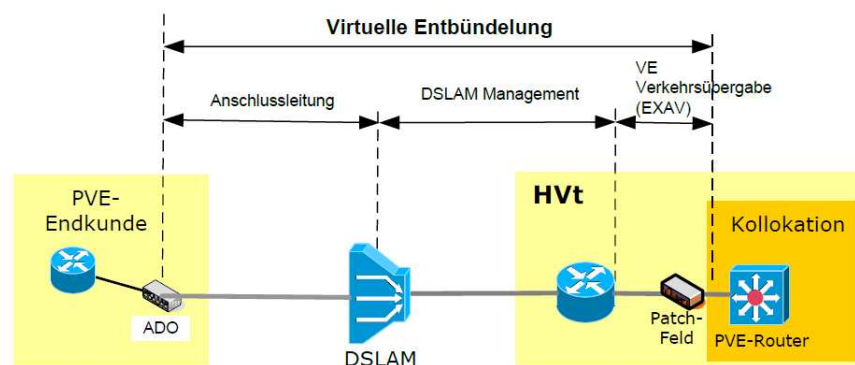 Virtuelle Entbündelung
VE
Verkehrsübergabe
(EXAV)
Anschlussleitung
DSLAM Management
PVE-
Endkunde
HVt
Kollokation
ADO
DSLAM
Patch-
Feld
PVE-Router